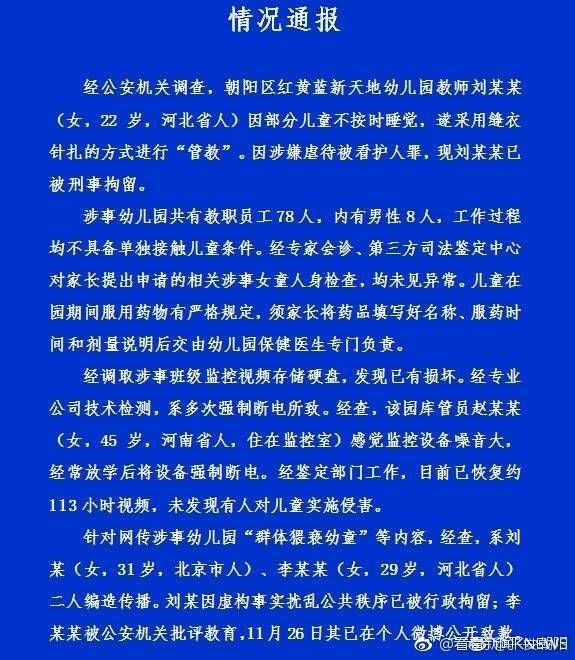 情况通报
经公安机关调查，朝阳区红黄蓝新天地幼儿园教师刘某某
（女，22 岁，河北省人）因部分儿童不按时睡觉，遂采用缝衣
针扎的方式进行“管教”。因涉嫌虐待被看护人罪，现刘某某已
被刑事拘留。
涉事幼儿园共有教职员工78人，内有男性8人，工作过程
均不具备单独接触儿童条件。经专家会诊、第三方司法鉴定中心
对家长提出申请的相关涉事女童人身检查，均未见异常。儿童在
园期间服用药物有严格规定，须家长将药品填写好名称、服药时
间和剂量说明后交由幼儿园保健医生专门负责。
经调取涉事班级监控视频存储硬盘，发现已有损坏。经专业
公司技术检测，系多次强制断电所致。经查，该园库管员赵某某
（女，45 岁，河南省人，住在监控室）感觉监控设备噪音大，
经常放学后将设备强制断电。经鉴定部门工作，目前已恢复约
113小时视频，未发现有人对儿童实施侵害。
针对网传涉事幼儿园“群体猥亵幼童”等内容，经查，系刘
某（女，31岁，北京市人）、李某某（女，29岁，河北省人）
二人编造传播。刘某因虚构事实扰乱公共秩序已被行政拘留；李
某某被公安机关批评教育，11月26日其已在个人微博公开致歉。
@看看新闻KNEWS